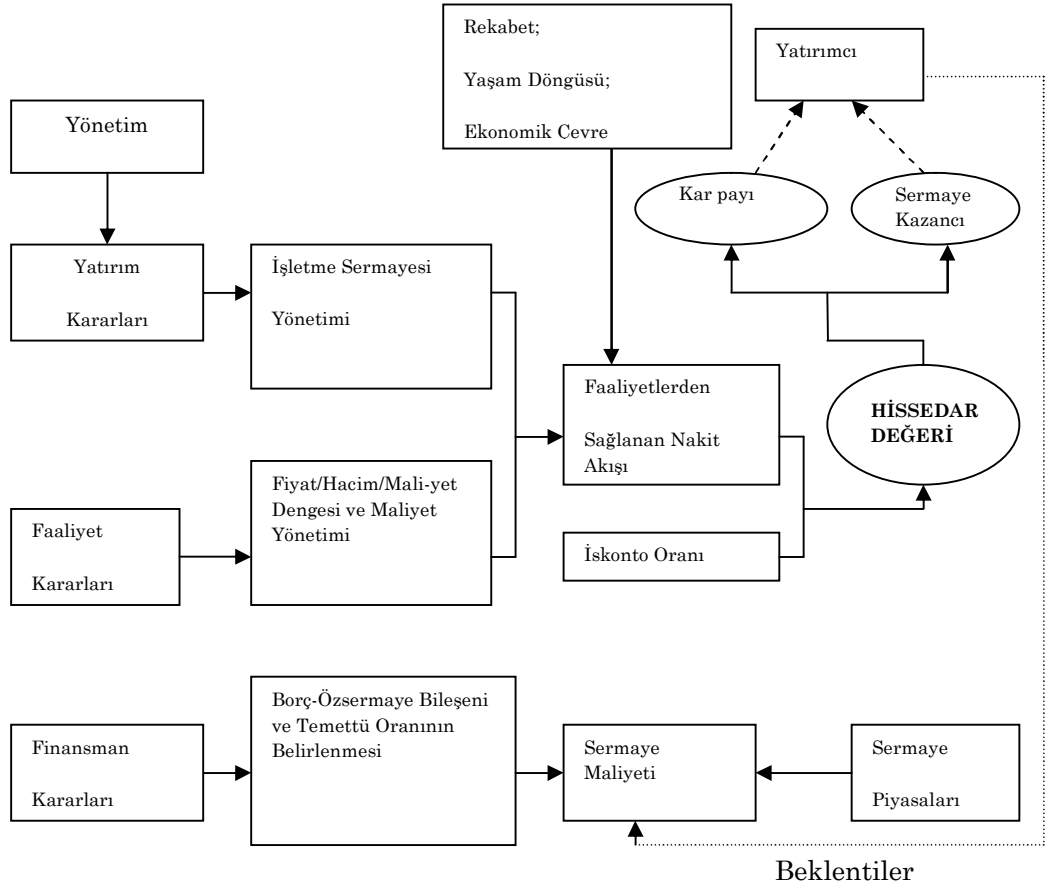 Rekabet;
Yaşam Döngüsü;
Ekonomik Cevre
Yatırımcı
Yönetim
Kar payı
Sermaye
Kazancı
Yatırım
Kararları
İşletme Sermayesi
Yönetimi
Faaliyetlerden
Sağlanan Nakit
Akışı
HİSSEDAR
DEĞERİ
Faaliyet
Kararları
Fiyat/Hacim/Mali-yet
Dengesi ve Maliyet
Yönetimi
İskonto Oranı
Finansman
Kararları
Borç-Özsermaye Bileşeni
ve Temettü Oranının
Belirlenmesi
Sermaye
Maliyeti
Sermaye
Piyasaları
Beklentiler